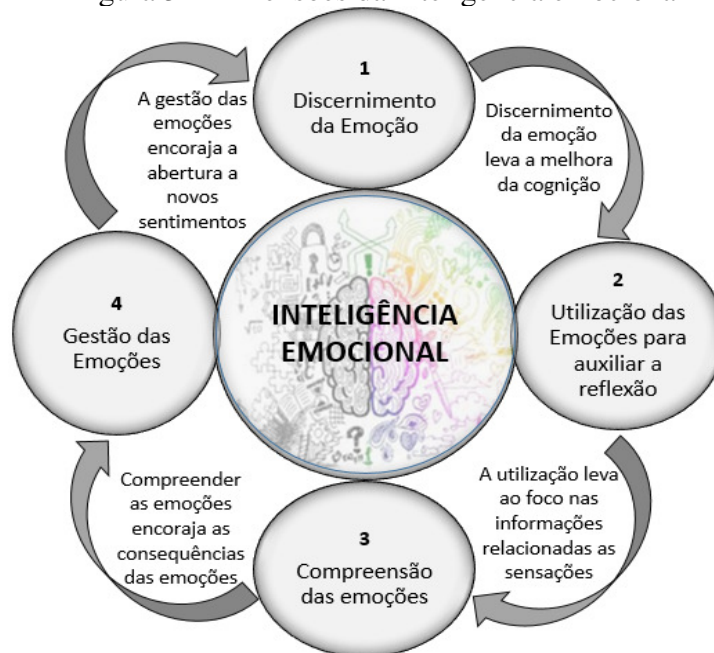 1
Discernimento
da Emoção
Discernimento
da emoção
leva a melhora
da cognição
2
Utilização das
Emoções para
auxiliar a
reflexão
A utilização leva
ao foco nas
informações
relacionadas as
sensações
3
Compreensão
das emoções
Compreender
as emoções
encoraja as
consequências
das emoções
4
Gestão das
Emoções
A gestão das
emoções
encoraja a
abertura a
novos
sentimentos
INTELIGÊNCIA
EMOCIONAL